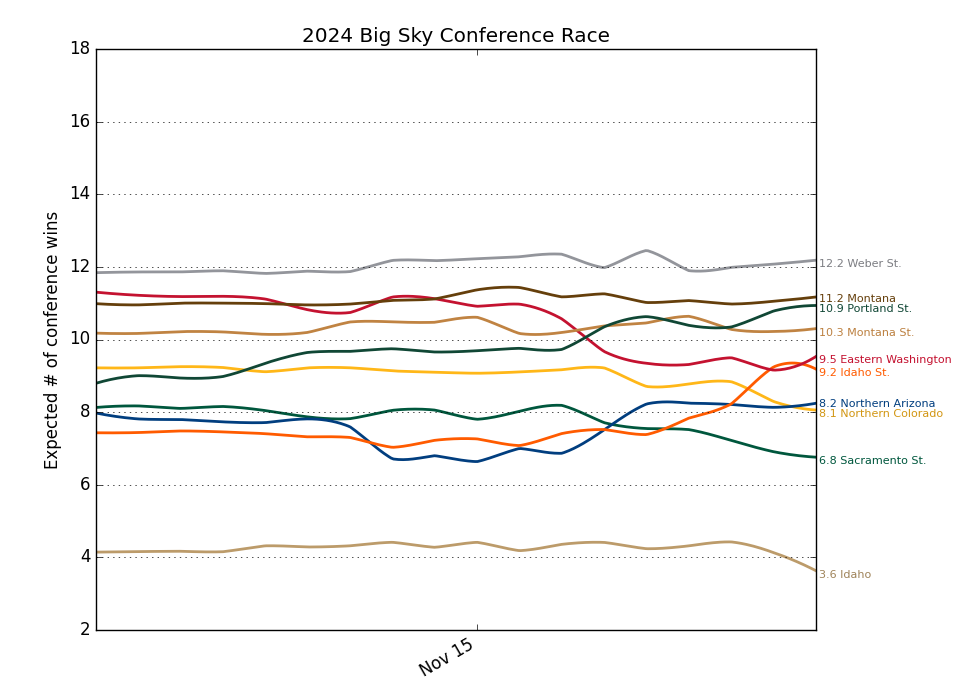 2024 Big Sky Conference Race
Expected # of conference wins
18
16
14
12
10
8
6
4
2
Nov 15
12.2 Weber St.
11.2 Montana
10.9 Portland St.
10.3 Montana St.
9.5 Eastern Washington
9.2 Idaho St.
8.2 Northern Arizona
8.1 Northern Colorado
6.8 Sacramento St.
3.6 Idaho